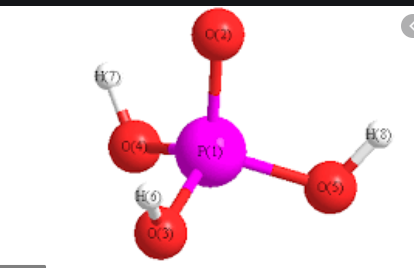 O(2)
H(7)
H(8)
O(4)
P(1)
O(5)
H(6)
O(3)